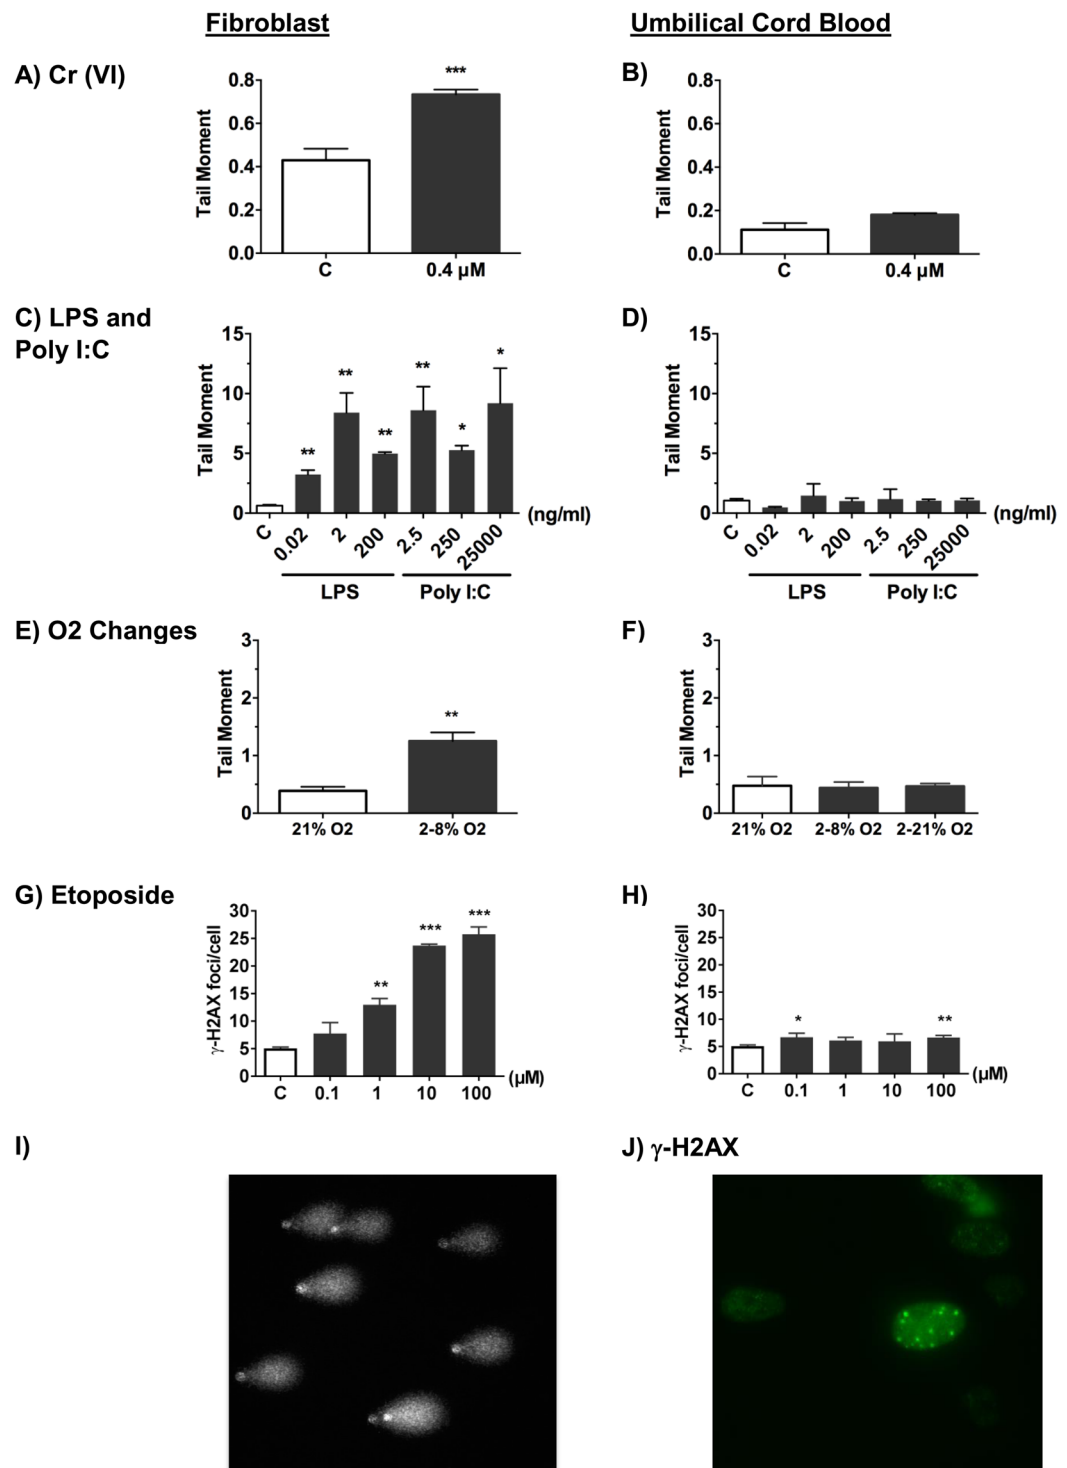 Fibroblast
Umbilical Cord Blood
A) Cr (VI)
Tail Moment
0.8
0.6
0.4
0.2
0.0
***
C
0.4 µM
B)
Tail Moment
0.8
0.6
0.4
0.2
0.0
C
0.4 µM
C) LPS and
Poly I:C
Tail Moment
15
10
5
0
**
**
**
**
*
*
C
0.02
2
200
2.5
250
25000
(ng/ml)
LPS
Poly I:C
D)
Tail Moment
15
10
5
0
C
0.02
2
200
2.5
250
25000
(ng/ml)
LPS
Poly I:C
E) O2 Changes
Tail Moment
3
2
1
0
**
21% O2
2-8% O2
F)
Tail Moment
3
2
1
0
21% O2
2-8% O2
2-21% O2
G) Etoposide
γ-H2AX foci/cell
30
25
20
15
10
5
0
**
***
***
C
0.1
1
10
100
(µM)
H)
γ-H2AX foci/cell
30
25
20
15
10
5
0
*
**
C
0.1
1
10
100
(µM)
I)
J) γ-H2AX